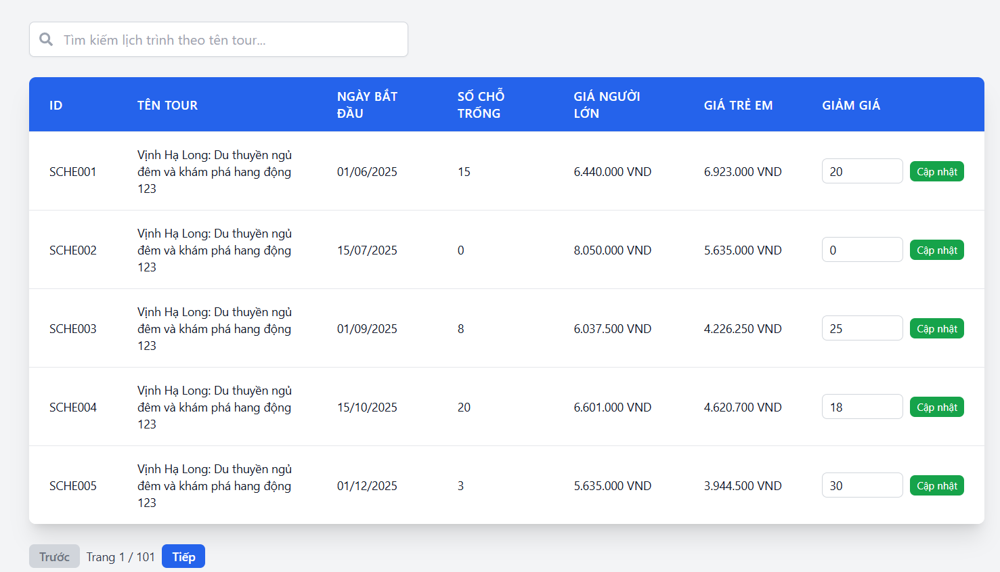 Tìm kiếm lịch trình theo tên tour...
ID TÊN TOUR NGÀY BẮT ĐẦU SỐ CHỖ TRỐNG GIÁ NGƯỜI LỚN GIÁ TRẺ EM GIẢM GIÁ
SCHE001 Vịnh Hạ Long: Du thuyền ngủ đêm và khám phá hang động 123 01/06/2025 15 6.440.000 VND 6.923.000 VND 20 Cập nhật
SCHE002 Vịnh Hạ Long: Du thuyền ngủ đêm và khám phá hang động 123 15/07/2025 0 8.050.000 VND 5.635.000 VND 0 Cập nhật
SCHE003 Vịnh Hạ Long: Du thuyền ngủ đêm và khám phá hang động 123 01/09/2025 8 6.037.500 VND 4.226.250 VND 25 Cập nhật
SCHE004 Vịnh Hạ Long: Du thuyền ngủ đêm và khám phá hang động 123 15/10/2025 20 6.601.000 VND 4.620.700 VND 18 Cập nhật
SCHE005 Vịnh Hạ Long: Du thuyền ngủ đêm và khám phá hang động 123 01/12/2025 3 5.635.000 VND 3.944.500 VND 30 Cập nhật
Trước Trang 1 / 101 Tiếp